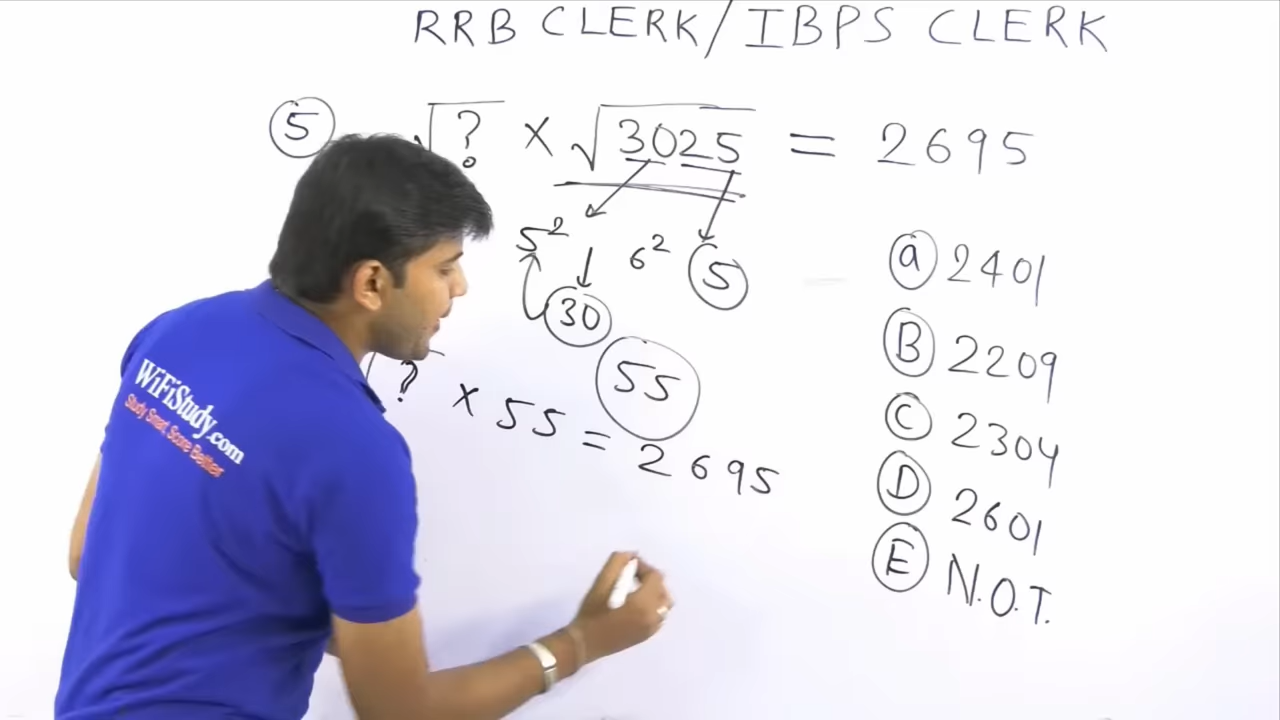 RRB CLERK/IBPS CLERK
5 √? × √3025 = 2695
5² 6² 5
30
55
√? × 55 = 2695
a 2401
B 2209
C 2304
D 2601
E N.O.T.
WiFiStudy.com
Study Smart, Score Better